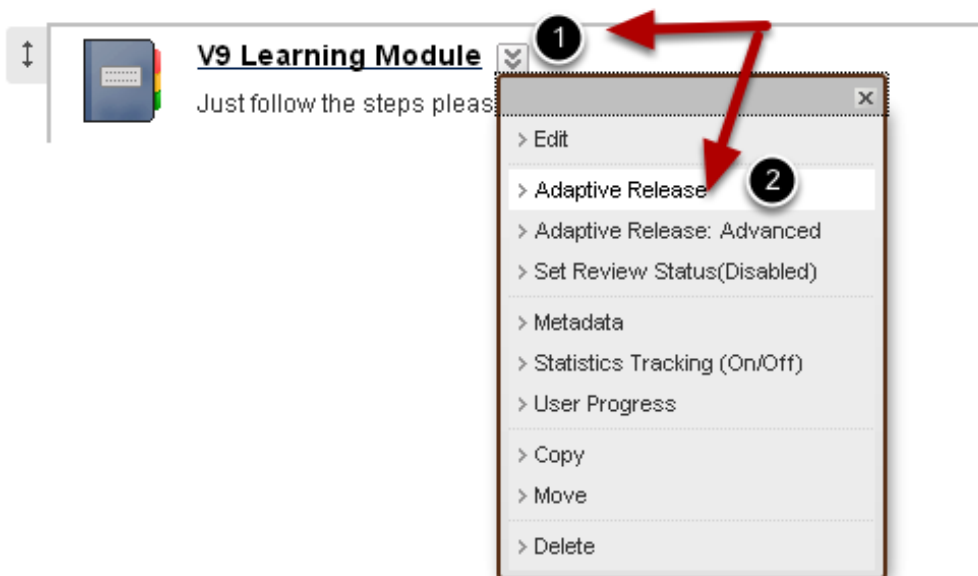 V9 Learning Module
1
Just follow the steps pleas
Edit
Adaptive Release
2
Adaptive Release: Advanced
Set Review Status(Disabled)
Metadata
Statistics Tracking (On/Off)
User Progress
Copy
Move
Delete